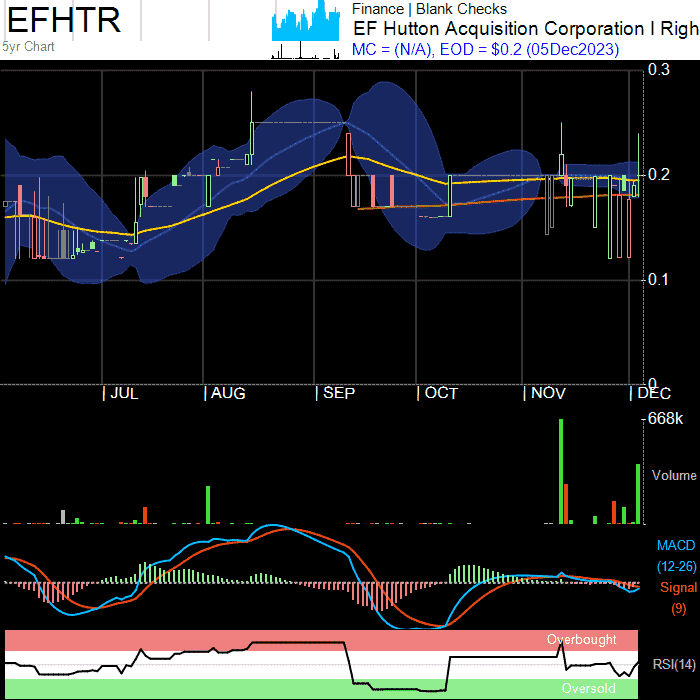 EFHTR
5yr Chart
Finance | Blank Checks
EF Hutton Acquisition Corporation I Righ
MC = (N/A), EOD = $0.2 (05Dec2023)
0.3
0.2
0.1
0
| JUL | AUG | SEP | OCT | NOV | DEC
668k
Volume
MACD
(12-26)
Signal
(9)
Overbought
RSI(14)
Oversold